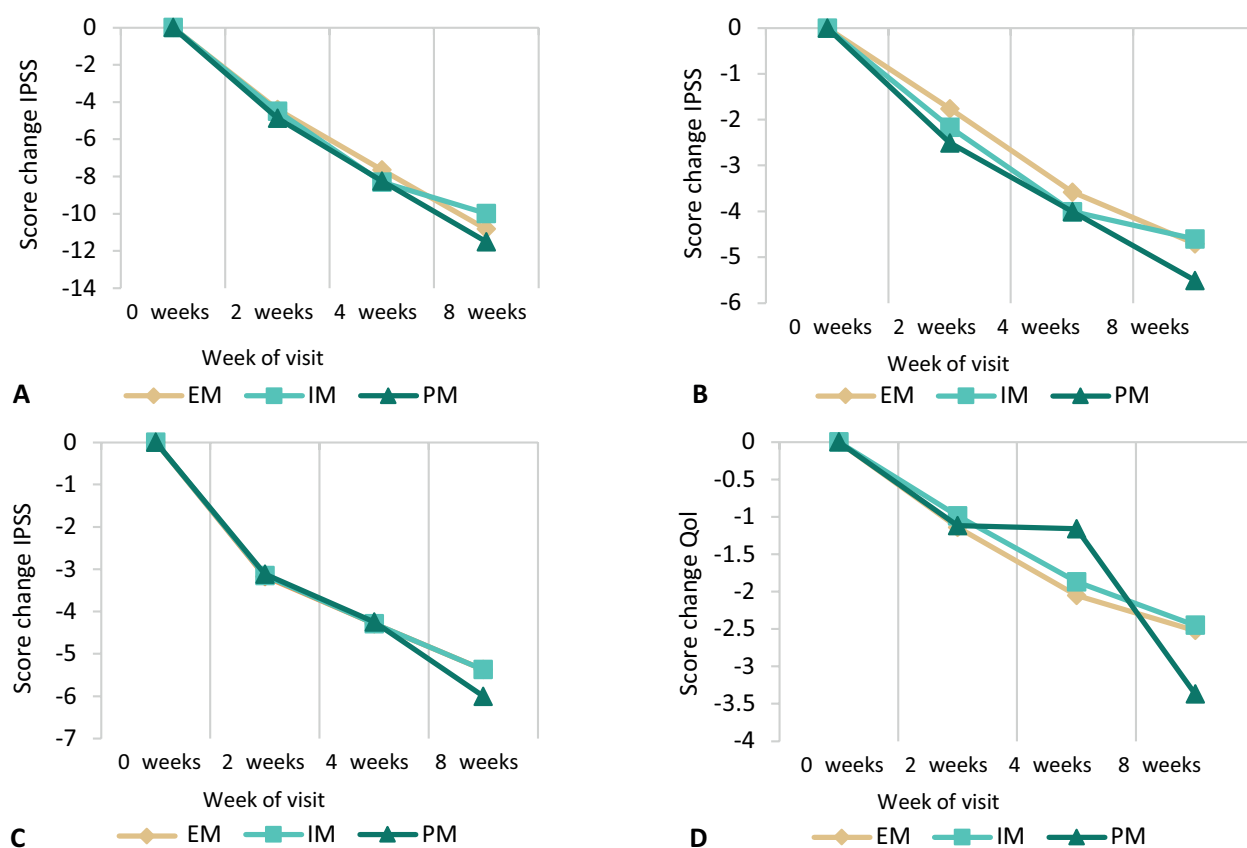 Score change IPSS
0
-2
-4
-6
-8
-10
-12
-14
0 weeks 2 weeks 4 weeks 8 weeks
Week of visit
A EM IM PM
Score change IPSS
0
-1
-2
-3
-4
-5
-6
0 weeks 2 weeks 4 weeks 8 weeks
Week of visit
B EM IM PM
Score change IPSS
0
-1
-2
-3
-4
-5
-6
-7
0 weeks 2 weeks 4 weeks 8 weeks
Week of visit
C EM IM PM
Score change Qol
0
-0.5
-1
-1.5
-2
-2.5
-3
-3.5
-4
0 weeks 2 weeks 4 weeks 8 weeks
Week of visit
D EM IM PM